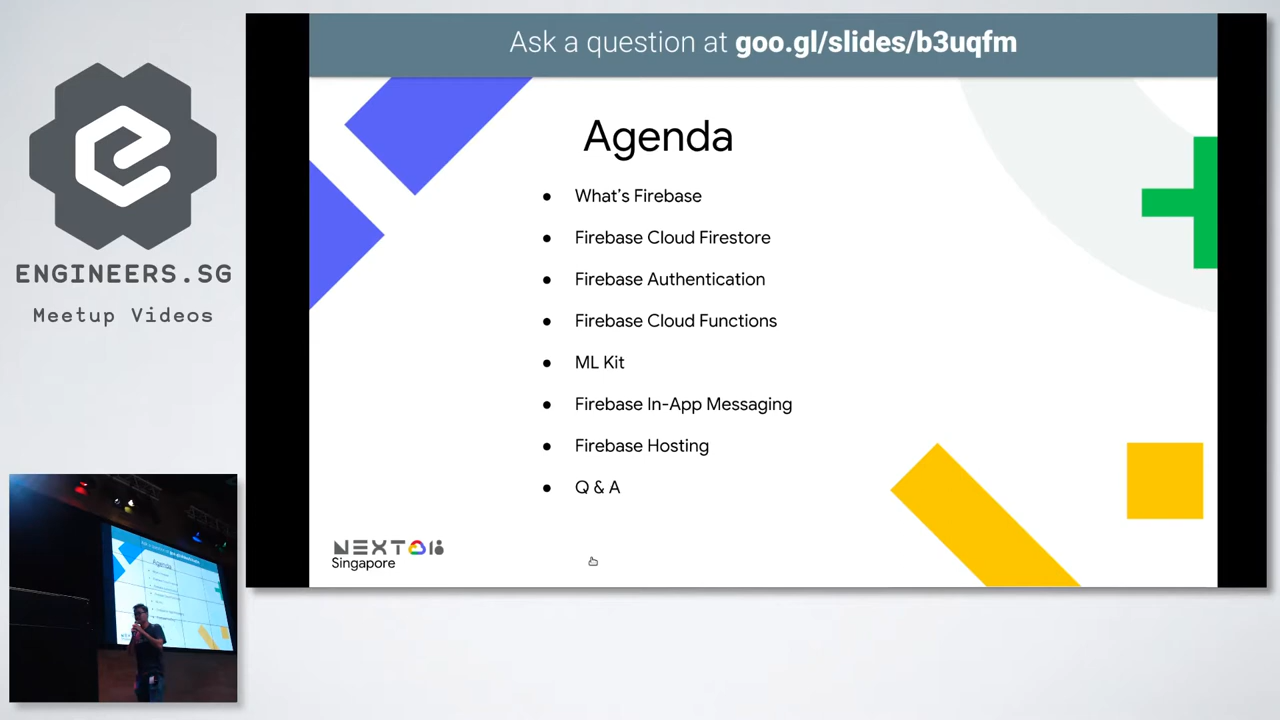 Ask a question at goo.gl/slides/b3uqfm
Agenda
● What's Firebase
● Firebase Cloud Firestore
● Firebase Authentication
● Firebase Cloud Functions
● ML Kit
● Firebase In-App Messaging
● Firebase Hosting
● Q & A
NEXT 18
Singapore
ENGINEERS.SG
Meetup Videos
Agenda